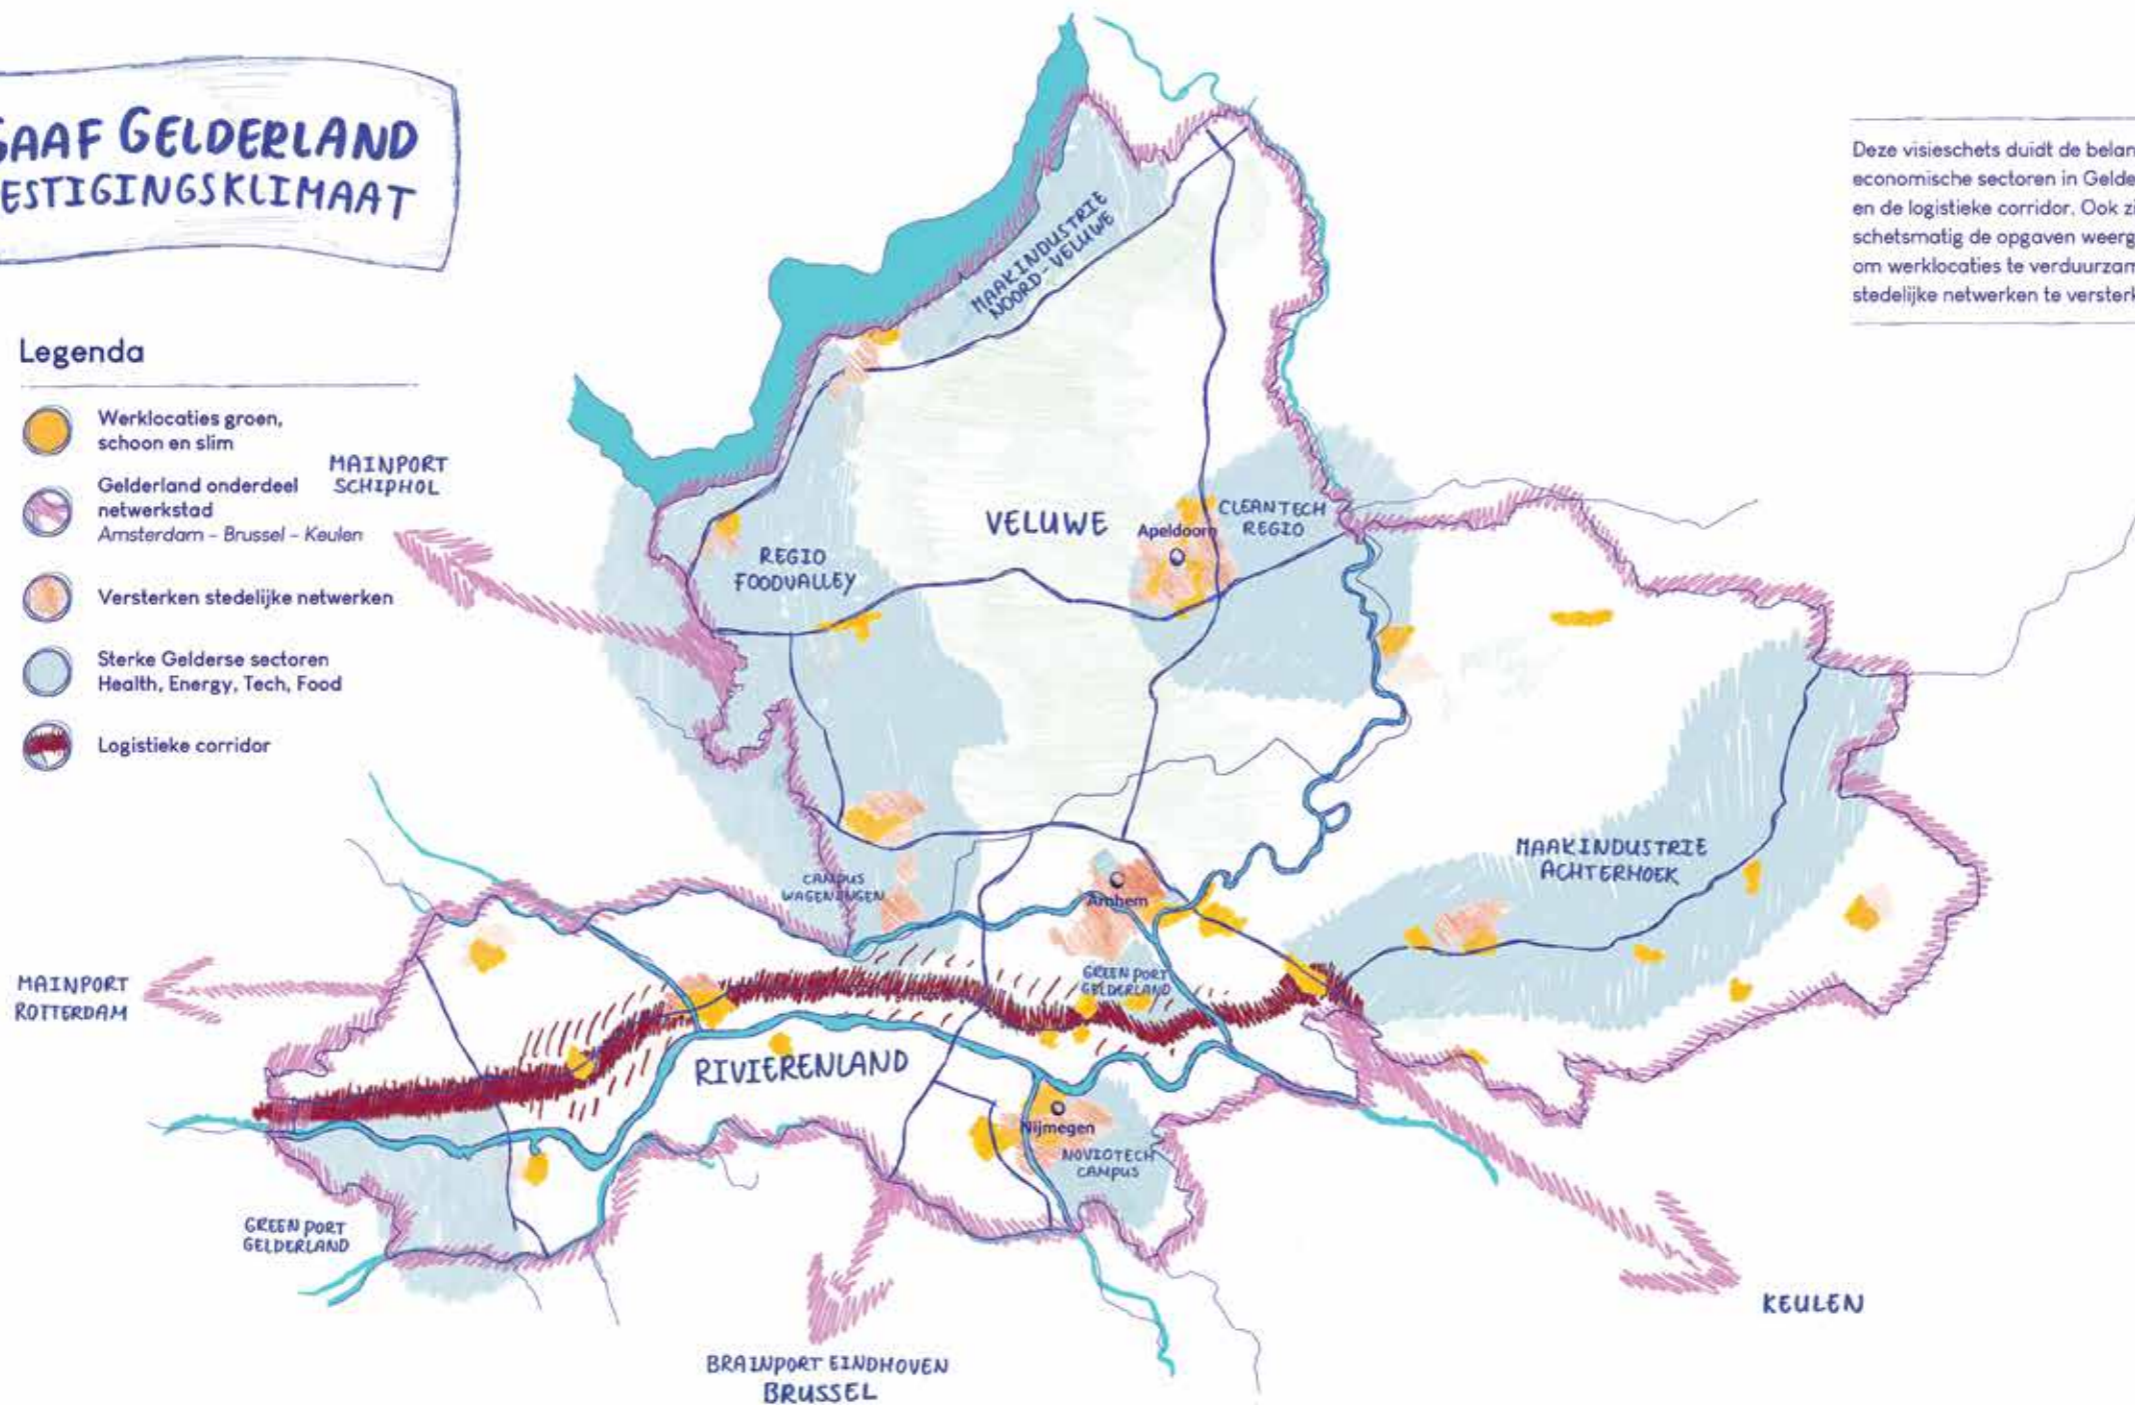 GAAF GELDERLAND
VESTIGINGSKLIMAAT
Legenda
Werklocaties groen,
schoon en slim
Gelderland onderdeel
netwerkstad
Amsterdam – Brussel – Keulen
Versterken stedelijke netwerken
Sterke Gelderse sectoren
Health, Energy, Tech, Food
Logistieke corridor
Deze visieschets duidt de belan
economische sectoren in Gelde
en de logistieke corridor. Ook zi
schetsmatig de opgaven weerg
om werklocaties te verduurzam
stedelijke netwerken te versterk
MAINPORT
SCHIPHOL
MAAKINDUSTRIE
NOORD-VELUWE
REGIO
FOODVALLEY
VELUWE
Apeldoorn
CLEANTECH
REGIO
MAAKINDUSTRIE
ACHTERHOEK
CAMPUS
WAGENINGEN
Arnhem
GREEN PORT
GELDERLAND
MAINPORT
ROTTERDAM
RIVIERENLAND
Nijmegen
NOVIOTECH
CAMPUS
GREEN PORT
GELDERLAND
BRAINPORT EINDHOVEN
BRUSSEL
KEULEN